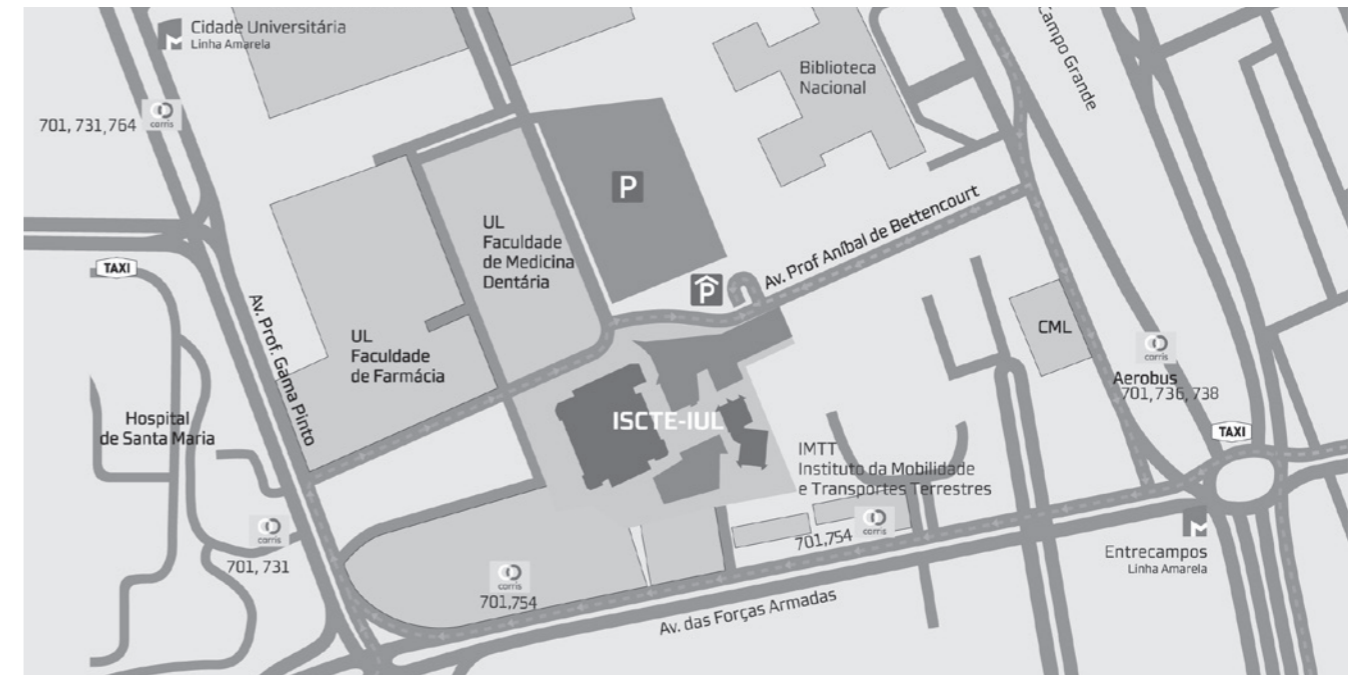 Cidade Universitária
Linha Amarela
701, 731,764
carris
Biblioteca
Nacional
Campo Grande
P
UL
Faculdade
de Medicina
Dentária
TAXI
P
Av. Prof Aníbal de Bettencourt
Av. Prof. Gama Pinto
UL
Faculdade
de Farmácia
CML
carris
Aerobus
701, 736, 738
Hospital
de Santa Maria
ISCTE-IUL
TAXI
IMTT
Instituto da Mobilidade
e Transportes Terrestres
carris
701, 731
carris
701,754
carris
701,754
Entrecampos
Linha Amarela
Av. das Forças Armadas